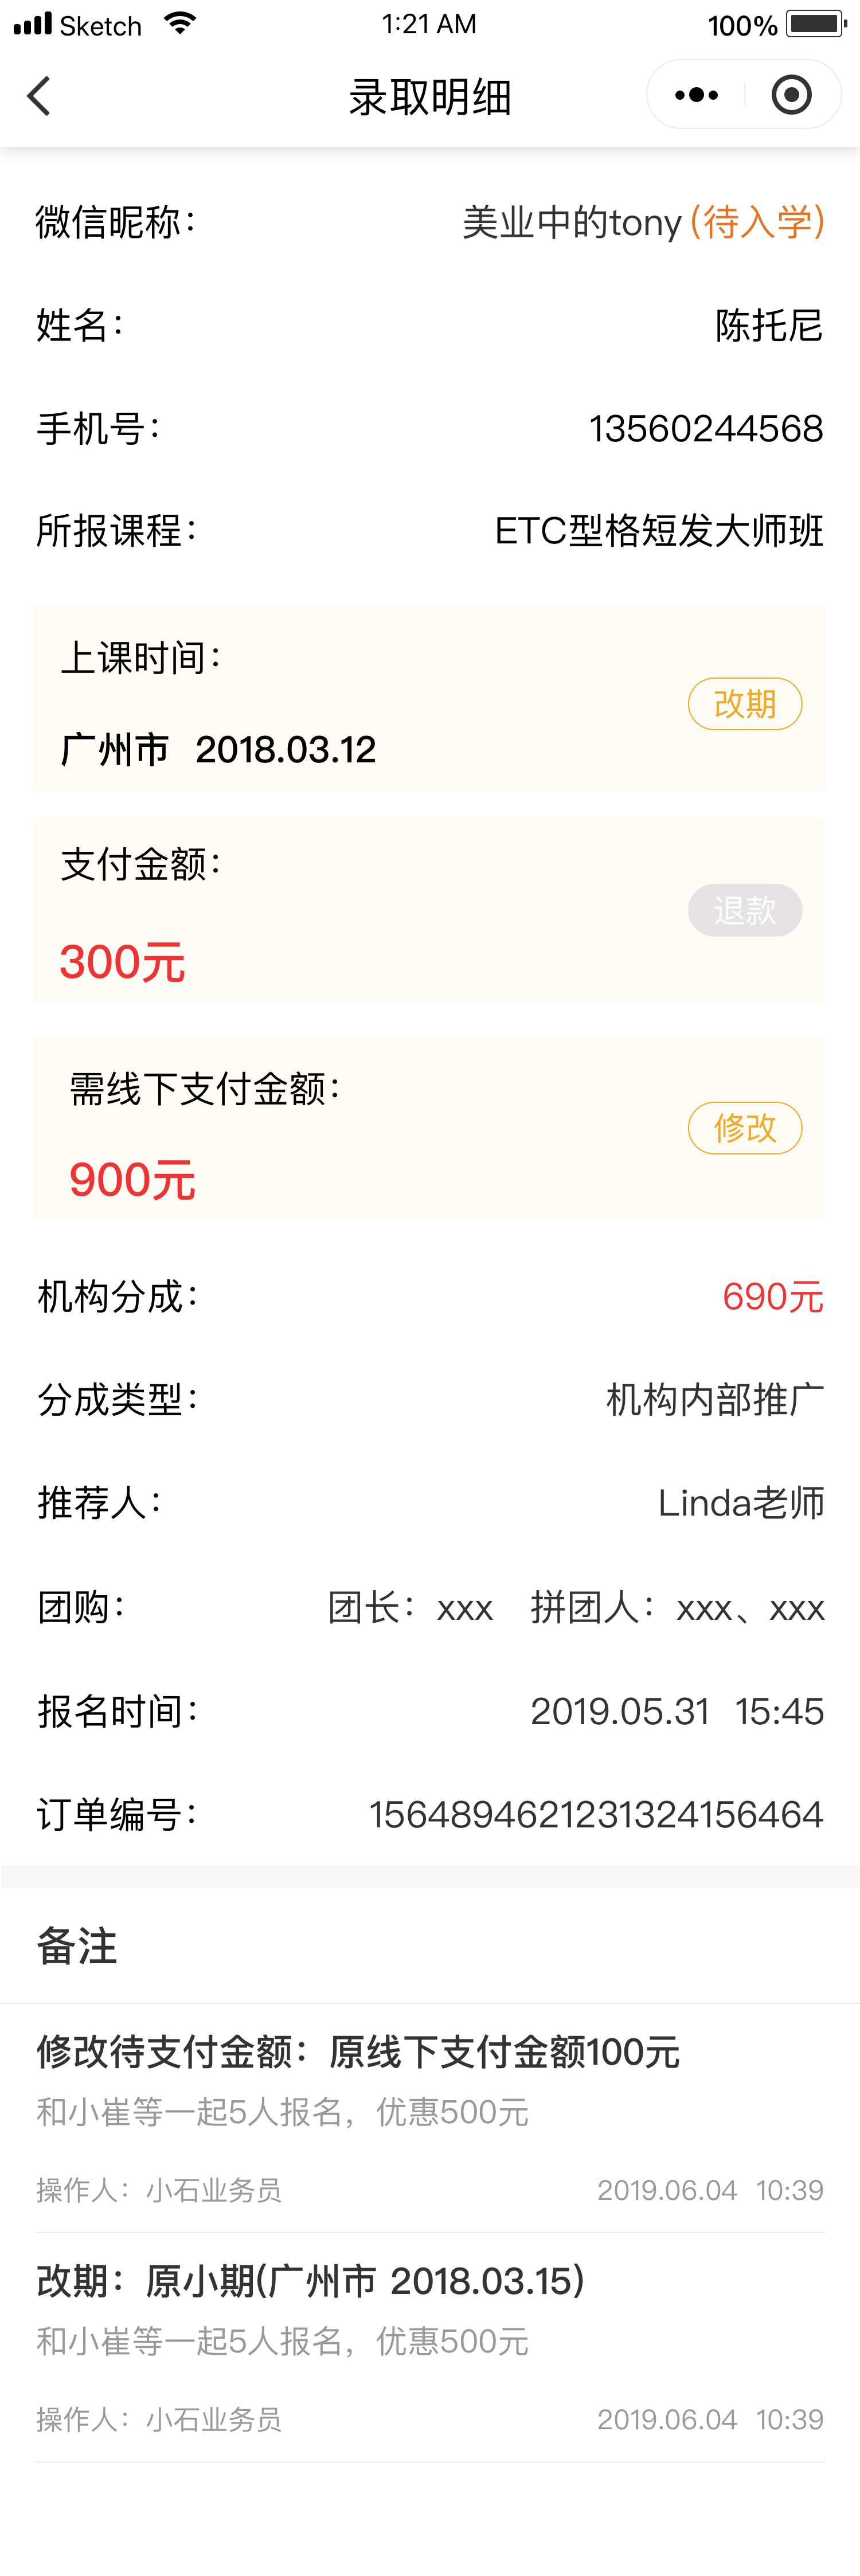 Sketch 1:21 AM 100%
录取明细
微信昵称： 美业中的tony (待入学)
姓名： 陈托尼
手机号： 13560244568
所报课程： ETC型格短发大师班
上课时间：
改期
广州市 2018.03.12
支付金额：
退款
300元
需线下支付金额：
修改
900元
机构分成： 690元
分成类型： 机构内部推广
推荐人： Linda老师
团购： 团长：xxx 拼团人：xxx、xxx
报名时间： 2019.05.31 15:45
订单编号： 1564894621231324156464
备注
修改待支付金额：原线下支付金额100元
和小崔等一起5人报名，优惠500元
操作人：小石业务员 2019.06.04 10:39
改期：原小期(广州市 2018.03.15)
和小崔等一起5人报名，优惠500元
操作人：小石业务员 2019.06.04 10:39